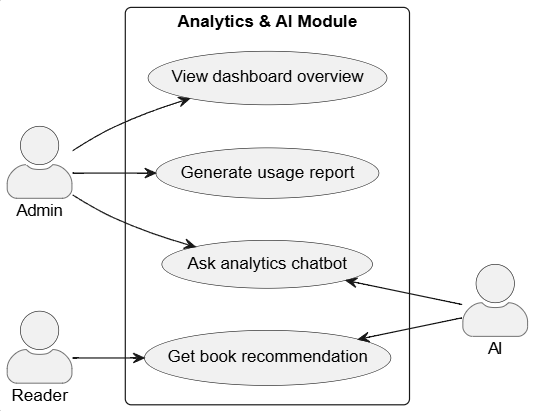 Analytics & AI Module
View dashboard overview
Generate usage report
Admin
Ask analytics chatbot
AI
Get book recommendation
Reader